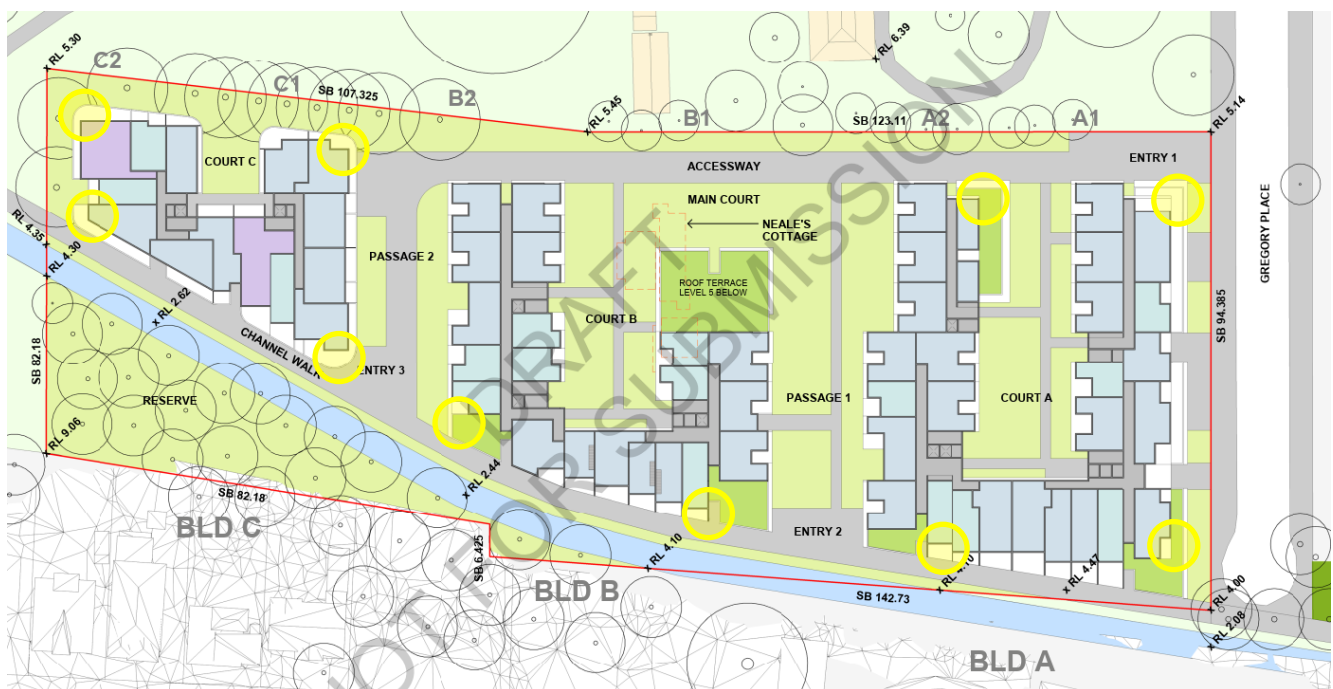 RL 5.30
C2
C1
SB 107.325
B2
RL 5.45
B1
RL 6.39
SB 123.11
A2
A1
RL 5.14
COURT C
ACCESSWAY
ENTRY 1
MAIN COURT
NEALE'S
COTTAGE
GREGORY PLACE
RL 4.35
RL 4.30
RL 2.62
PASSAGE 2
ROOF TERRACE
LEVEL 5 BELOW
COURT B
SB 94.385
CHANNEL WALK
ENTRY 3
SB 82.18
RESERVE
PASSAGE 1
COURT A
RL 9.06
RL 2.44
SB 82.18
BLD C
SB 6.425
ENTRY 2
RL 4.10
RL 4.10
RL 4.47
BLD B
SB 142.73
RL 4.00
RL 2.08
BLD A
DRAFT
NOT FOR SUBMISSION